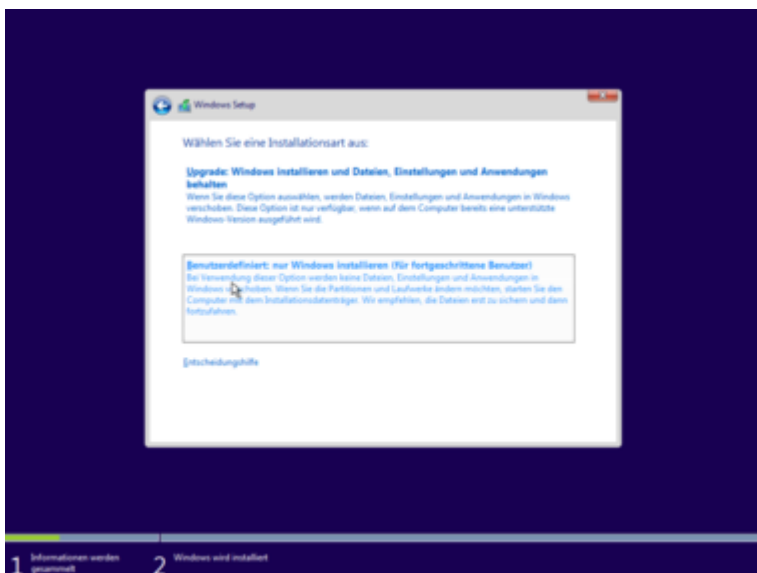 Windows Setup
Wählen Sie eine Installationsart aus:
Upgrade: Windows installieren und Dateien, Einstellungen und Anwendungen
behalten
Wenn Sie diese Option auswählen, werden Dateien, Einstellungen und Anwendungen in Windows
verschoben. Diese Option ist nur verfügbar, wenn auf dem Computer bereits eine unterstützte
Windows-Version ausgeführt wird.
Benutzerdefiniert: nur Windows installieren (für fortgeschrittene Benutzer)
Bei Verwendung dieser Option werden keine Dateien, Einstellungen und Anwendungen in
Windows verschoben. Wenn Sie die Partitionen und Laufwerke ändern möchten, starten Sie den
Computer mit dem Installationsdatenträger. Wir empfehlen, die Dateien erst zu sichern und dann
fortzufahren.
Entscheidungshilfe
1 Informationen werden
gesammelt
2 Windows wird installiert